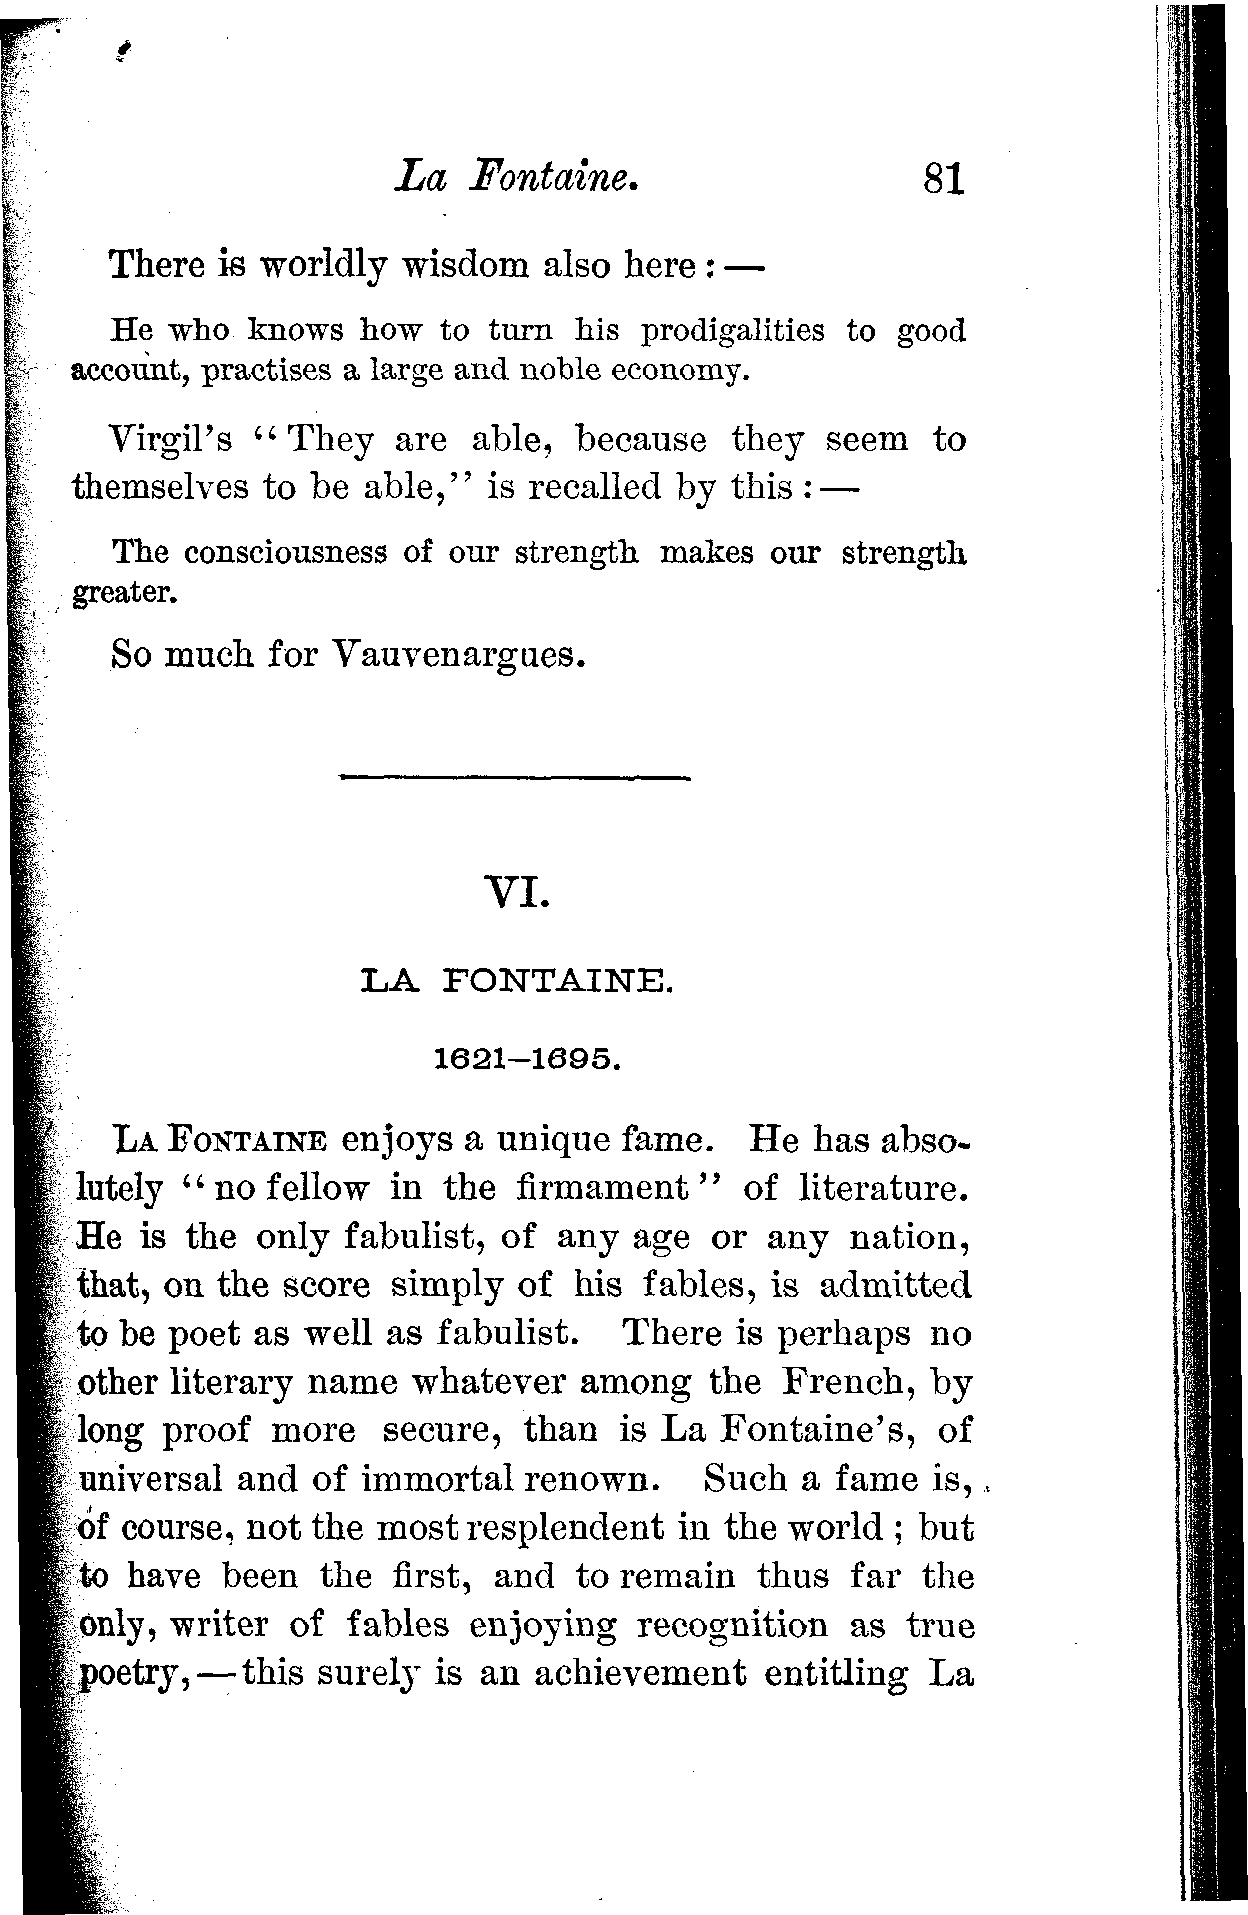 La Fontaine. 81
There is worldly wisdom also here : —
He who knows how to turn his prodigalities to good
account, practises a large and noble economy.
Virgil's "They are able, because they seem to
themselves to be able," is recalled by this : —
The consciousness of our strength makes our strength
greater.
So much for Vauvenargues.
VI.
LA FONTAINE.
1621–1695.
LA FONTAINE enjoys a unique fame. He has abso-
lutely "no fellow in the firmament" of literature.
He is the only fabulist, of any age or any nation,
that, on the score simply of his fables, is admitted
to be poet as well as fabulist. There is perhaps no
other literary name whatever among the French, by
long proof more secure, than is La Fontaine's, of
universal and of immortal renown. Such a fame is,
of course, not the most resplendent in the world ; but
to have been the first, and to remain thus far the
only, writer of fables enjoying recognition as true
poetry, — this surely is an achievement entitling La